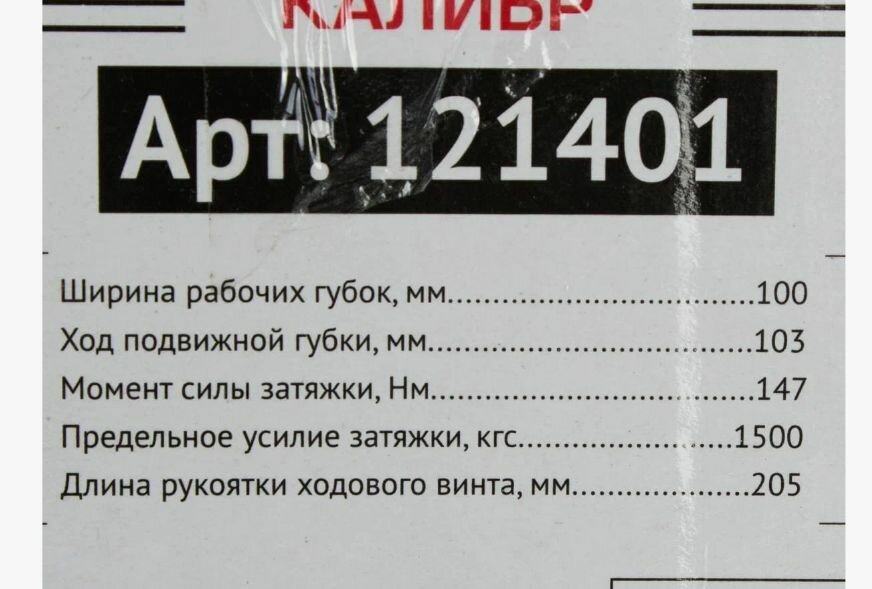 КАЛИБР
Арт: 121401
Ширина рабочих губок, мм..................................100
Ход подвижной губки, мм....................................103
Момент силы затяжки, Нм....................................147
Предельное усилие затяжки, кгс........................1500
Длина рукоятки ходового винта, мм....................205